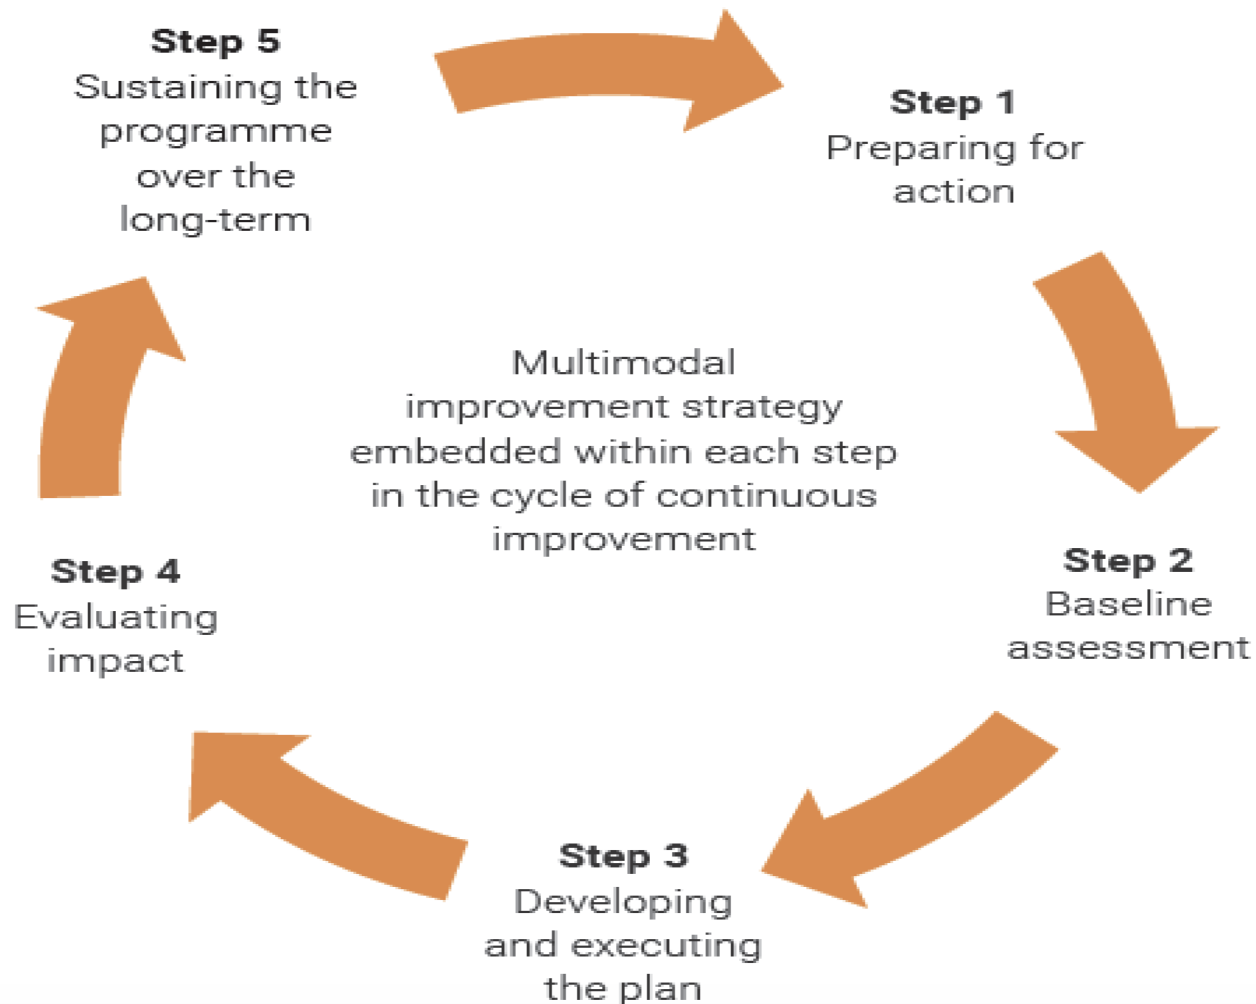 Step 1
Preparing for
action
Step 2
Baseline
assessment
Step 3
Developing
and executing
the plan
Step 4
Evaluating
impact
Step 5
Sustaining the
programme
over the
long-term
Multimodal
improvement strategy
embedded within each step
in the cycle of continuous
improvement